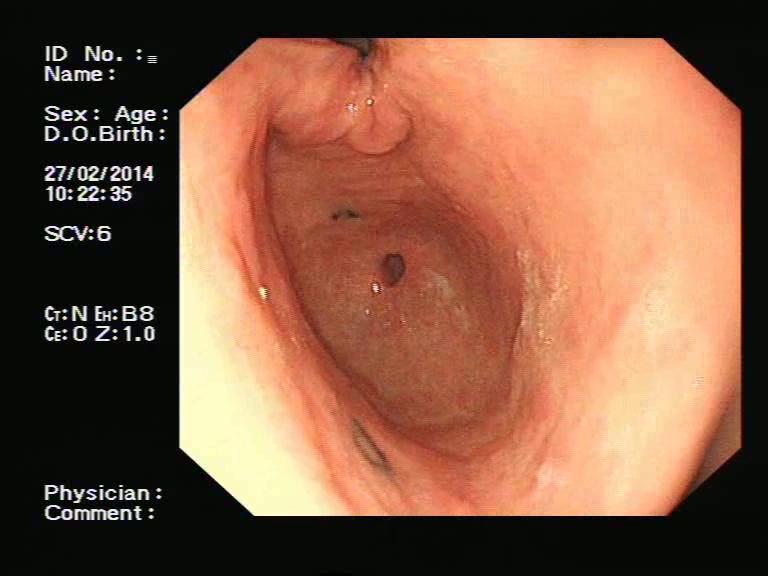 ID No. :
Name:
Sex: Age:
D.O.Birth:
27/02/2014
10:22:35
SCV:6
CT:N EH:B8
CE:0 Z:1.0
Physician:
Comment: